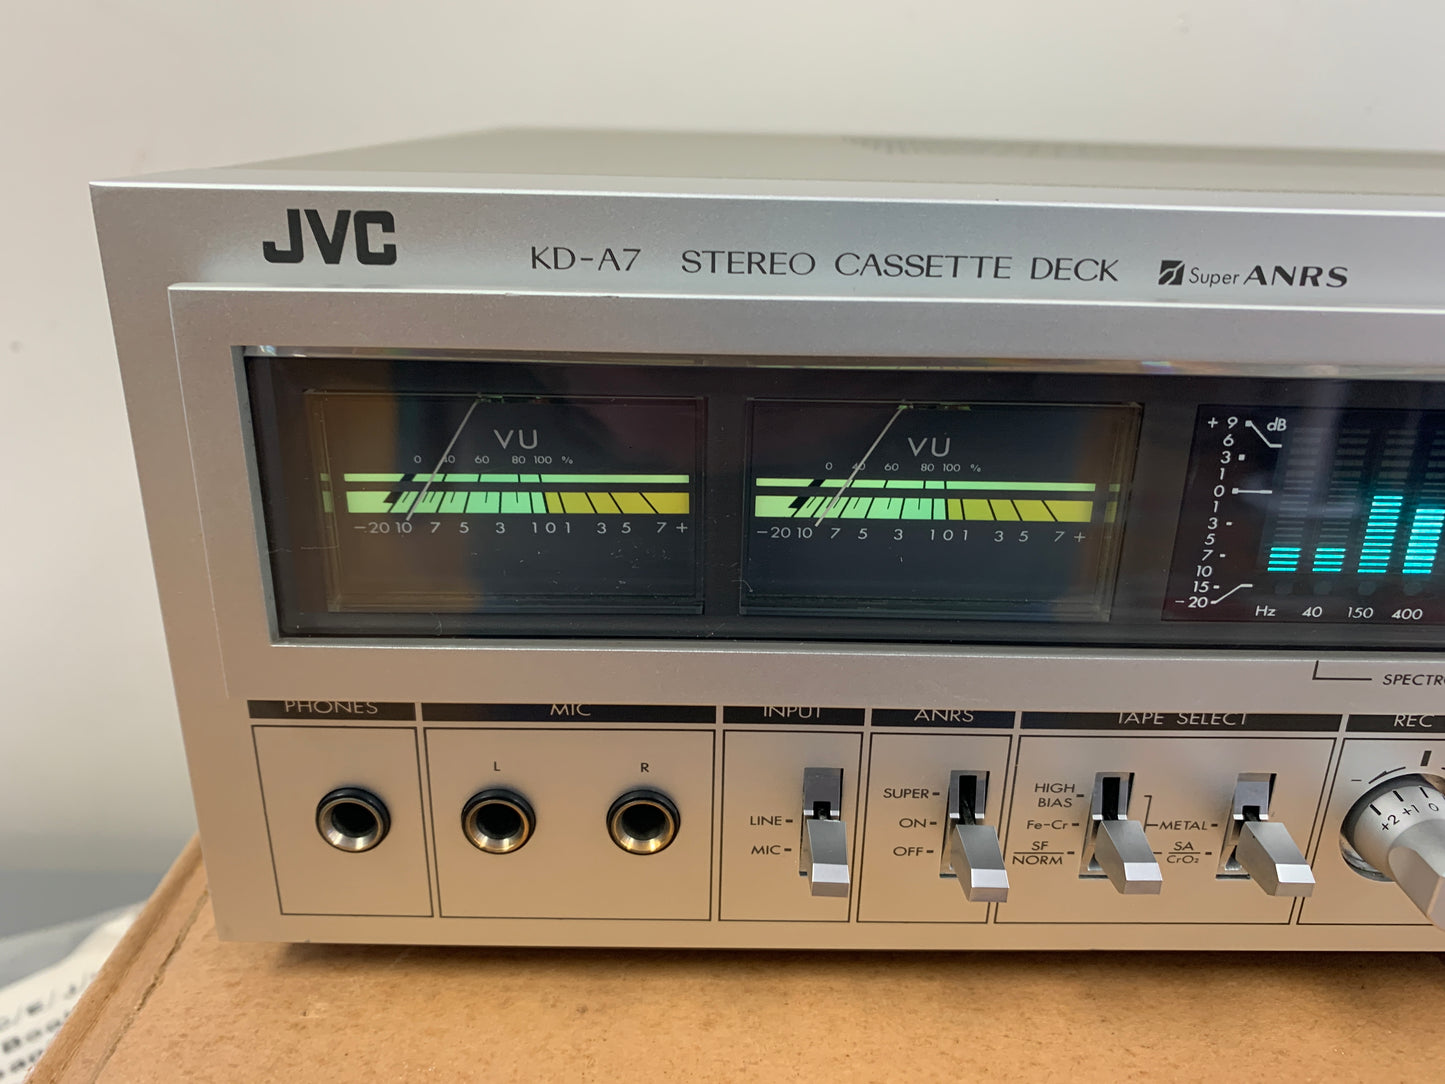 JVC
KD-A7 STEREO CASSETTE DECK Super ANRS
VU
0 40 60 80 100 %
-20 10 7 5 3 1 0 1 3 5 7 +
VU
0 40 60 80 100 %
-20 10 7 5 3 1 0 1 3 5 7 +
+ 9 dB
6
3
1
0
1
3
5
7
10
15
- 20
Hz 40 150 400
PHONES
MIC
L R
INPUT
LINE
MIC
ANRS
SUPER
ON
OFF
TAPE SELECT
HIGH
BIAS
Fe-Cr
SF
NORM
METAL
SA
CrO2
REC
-
+2 +1 0